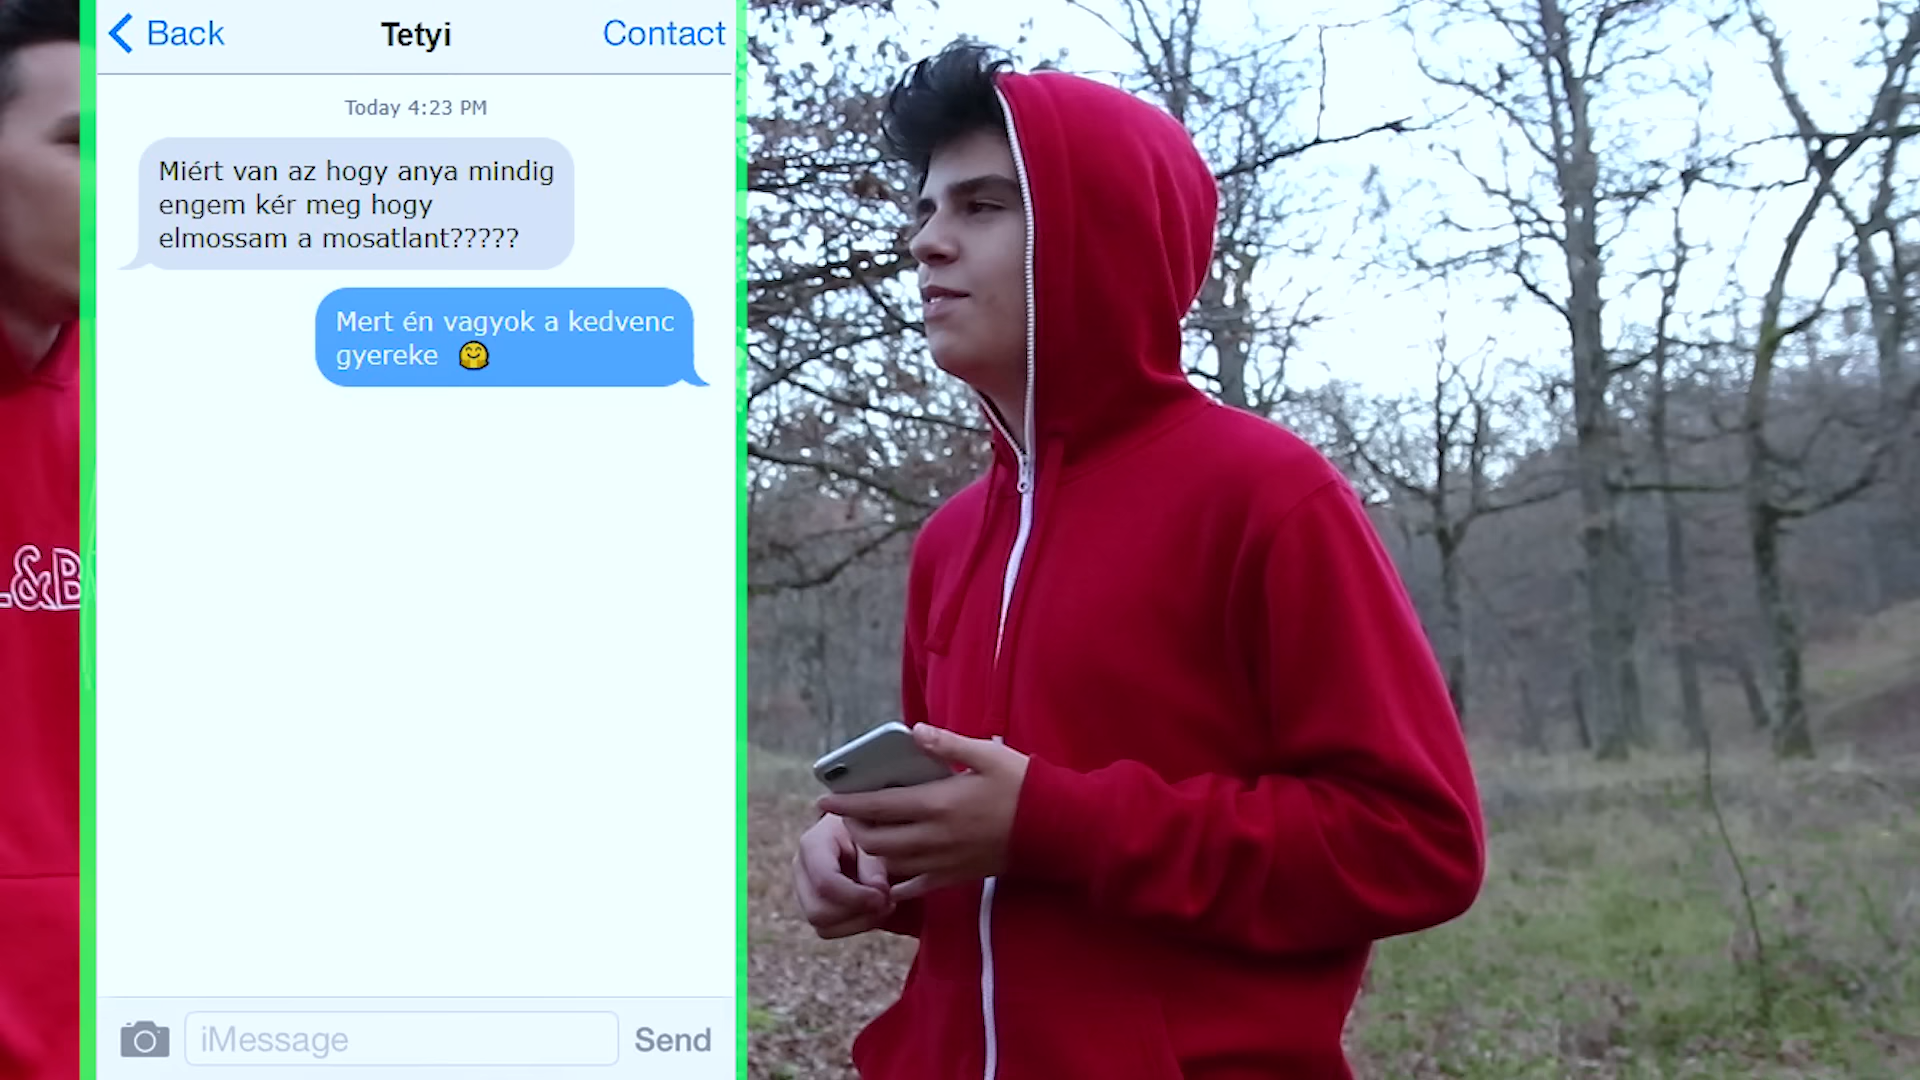 Back Tetyi Contact
Today 4:23 PM
Miért van az hogy anya mindig
engem kér meg hogy
elmossam a mosatlant?????
Mert én vagyok a kedvenc
gyereke 🤗
&B
iMessage Send